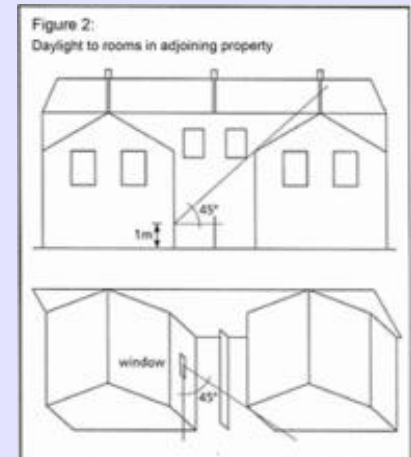 Figure 2:
Daylight to rooms in adjoining property
45°
1m
window
45°